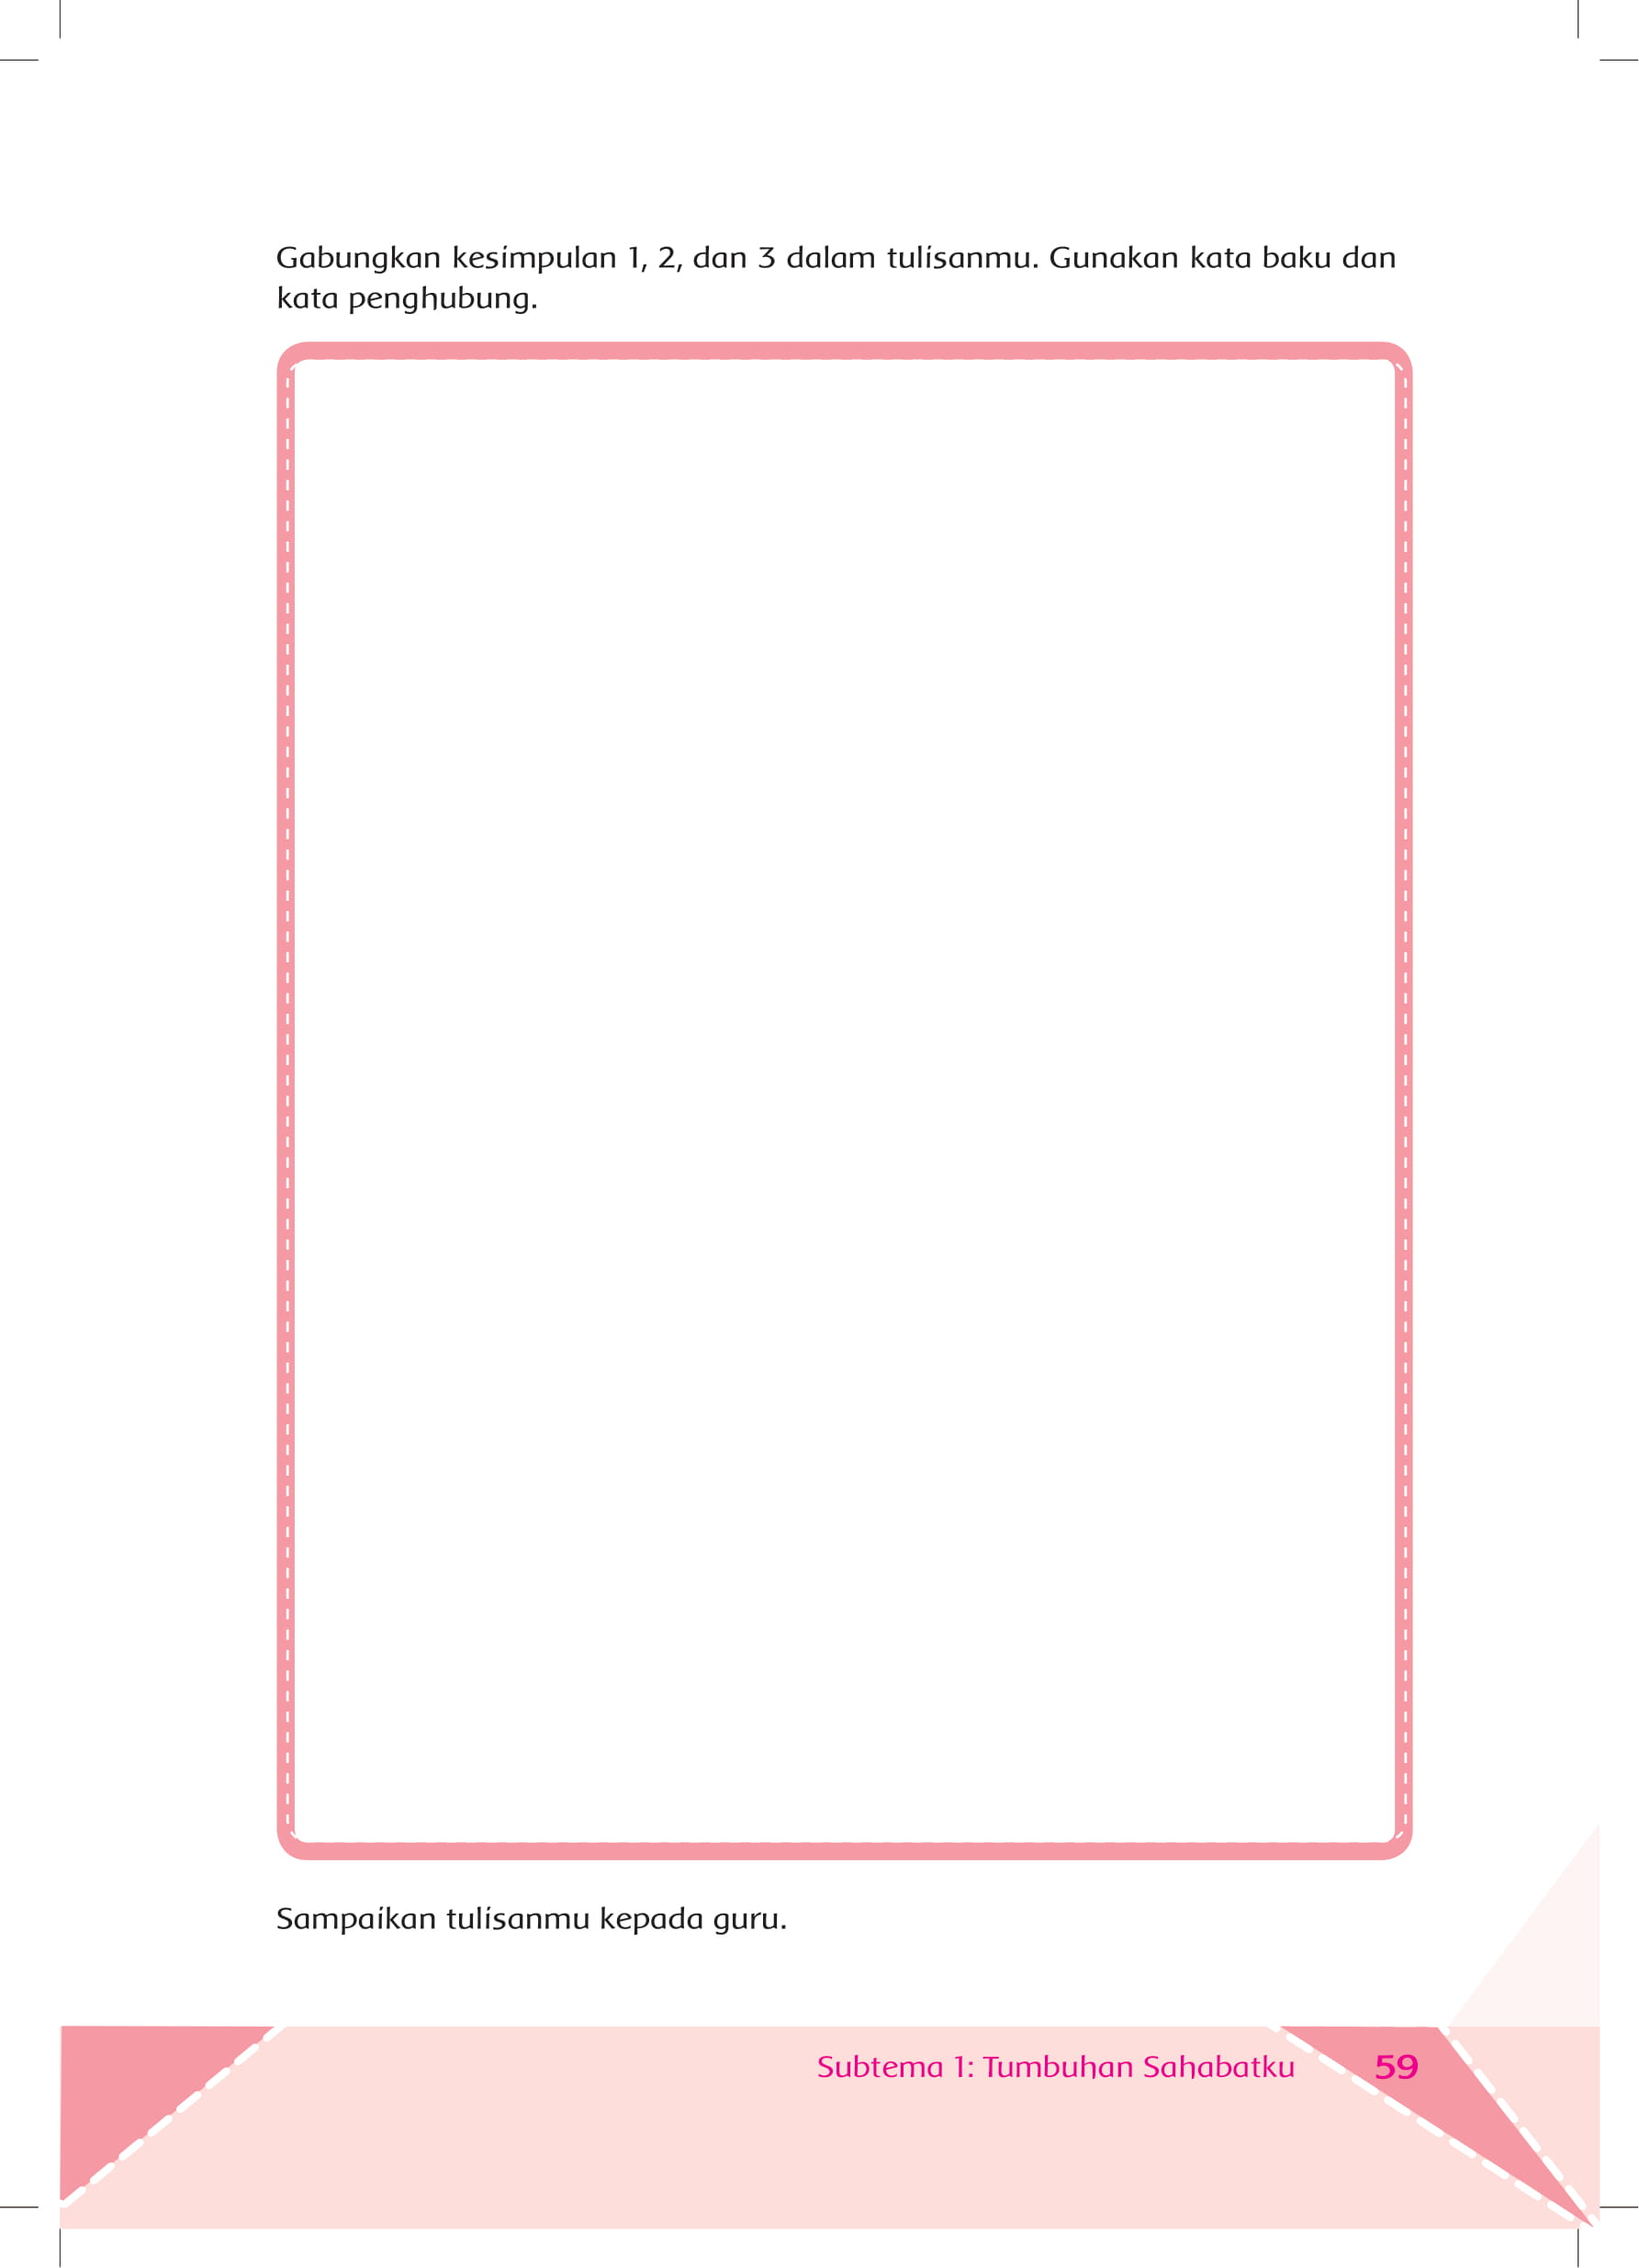 Gabungkan kesimpulan 1, 2, dan 3 dalam tulisanmu. Gunakan kata baku dan
kata penghubung.
Sampaikan tulisanmu kepada guru.
Subtema 1: Tumbuhan Sahabatku 59